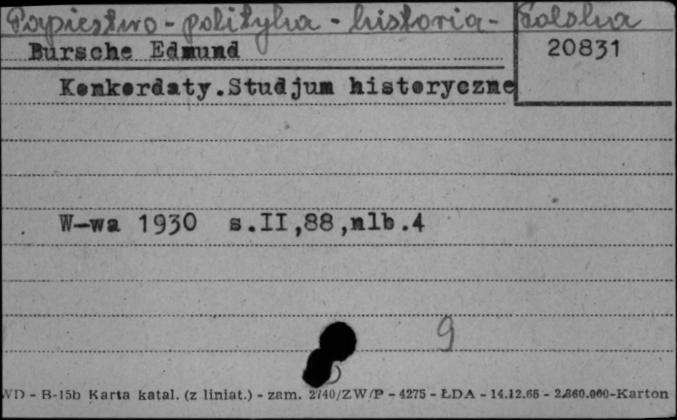 Papiestwo - polityka - historia - Polska
Bursche Edmund
20831
Konkordaty.Studjum historyczne
W-wa 1930 s.II,88,nlb.4
9
WD - B-15b Karta katal. (z liniat.) - zam. 2740/ZW/P - 4275 - ŁDA - 14.12.65 - 2.860.000-Karton